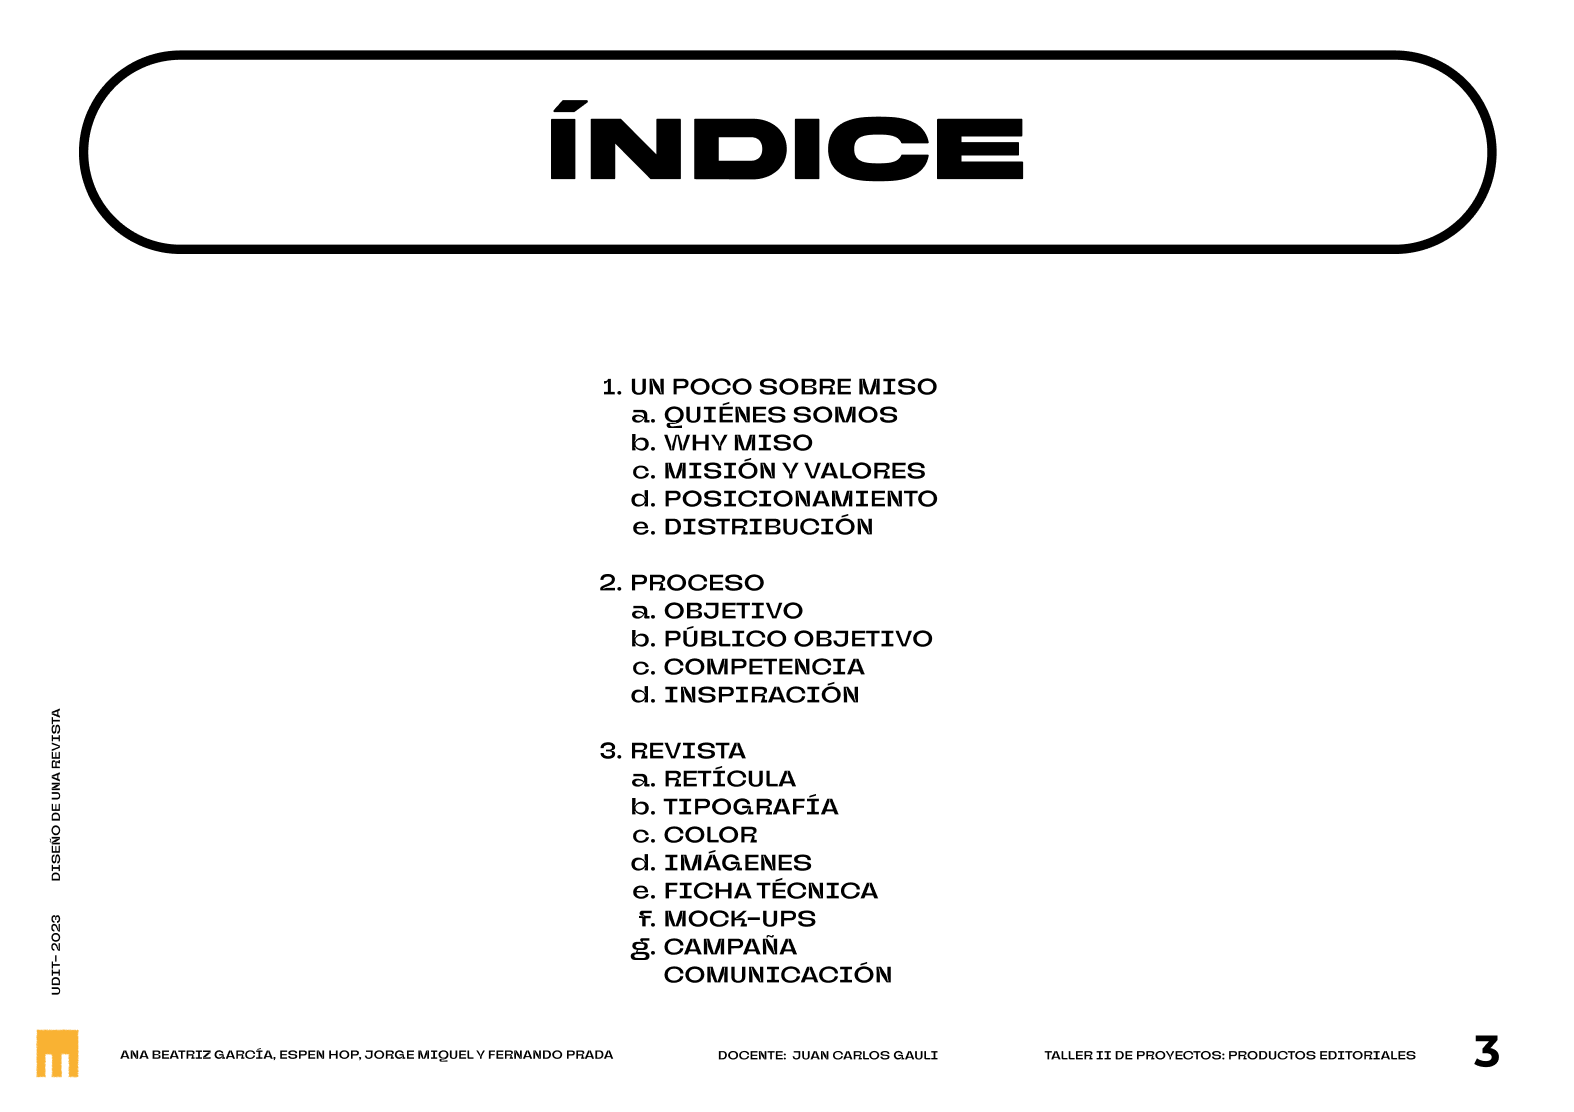 ÍNDICE
1. UN POCO SOBRE MISO
a. QUIÉNES SOMOS
b. WHY MISO
c. MISIÓN Y VALORES
d. POSICIONAMIENTO
e. DISTRIBUCIÓN
2. PROCESO
a. OBJETIVO
b. PÚBLICO OBJETIVO
c. COMPETENCIA
d. INSPIRACIÓN
3. REVISTA
a. RETÍCULA
b. TIPOGRAFÍA
c. COLOR
d. IMÁGENES
e. FICHA TÉCNICA
f. MOCK-UPS
g. CAMPAÑA
COMUNICACIÓN
UDIT- 2023 DISEÑO DE UNA REVISTA
ANA BEATRIZ GARCÍA, ESPEN HOP, JORGE MIQUEL Y FERNANDO PRADA
DOCENTE: JUAN CARLOS GAULI
TALLER II DE PROYECTOS: PRODUCTOS EDITORIALES
3